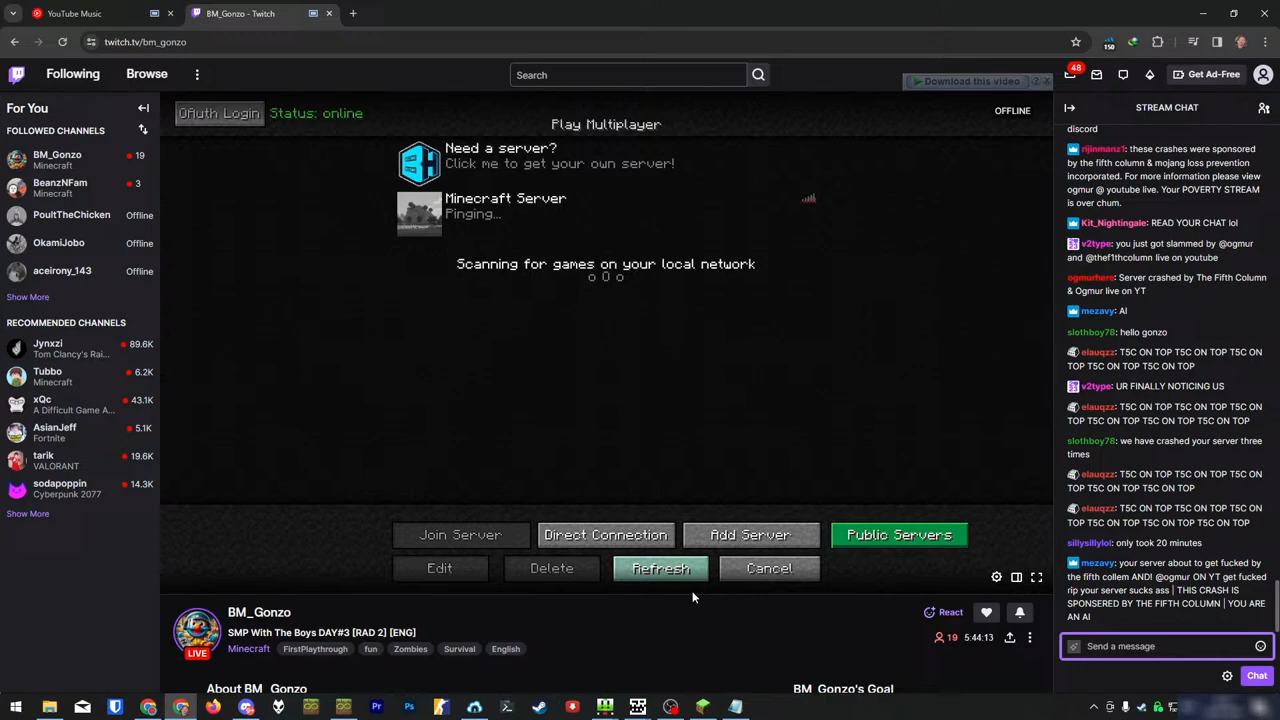 YouTube Music
BM_Gonzo - Twitch
twitch.tv/bm_gonzo
150
Following
Browse
Search
48
Get Ad-Free
Download this video
For You
FOLLOWED CHANNELS
BM_Gonzo
19
Minecraft
BeanzNFam
3
Minecraft
PoultTheChicken
Offline
OkamiJobo
Offline
aceirony_143
Offline
Show More
RECOMMENDED CHANNELS
Jynxzi
89.6K
Tom Clancy's Rai...
Tubbo
6.2K
Minecraft
xQc
43.1K
A Difficult Game A...
AsianJeff
5.1K
Fortnite
tarik
19.6K
VALORANT
sodapoppin
14.3K
Cyberpunk 2077
Show More
OAuth Login
Status: online
OFFLINE
Play Multiplayer
Need a server?
Click me to get your own server!
Minecraft Server
Pinging...
Scanning for games on your local network
o O o
Join Server
Direct Connection
Add Server
Public Servers
Edit
Delete
Refresh
Cancel
LIVE
BM_Gonzo
SMP With The Boys DAY#3 [RAD 2] [ENG]
Minecraft
FirstPlaythrough
fun
Zombies
Survival
English
React
19
5:44:13
About BM_Gonzo
BM_Gonzo's Goal
STREAM CHAT
discord
rijinmanz1: these crashes were sponsored
by the fifth column & mojang loss prevention
incorporated. For more information please view
ogmur @ youtube live. Your POVERTY STREAM
is over chum.
Kit_Nightingale: READ YOUR CHAT lol
v2type: you just got slammed by @ogmur
and @thef1thcolumn live on youtube
ogmurhere: Server crashed by The Fifth Column
& Ogmur live on YT
mezavy: AI
slothboy78: hello gonzo
elauqzz: T5C ON TOP T5C ON TOP T5C ON
TOP T5C ON TOP T5C ON TOP
v2type: UR FINALLY NOTICING US
elauqzz: T5C ON TOP T5C ON TOP T5C ON
TOP T5C ON TOP T5C ON TOP T5C ON TOP
slothboy78: we have crashed your server three
times
elauqzz: T5C ON TOP T5C ON TOP T5C ON
TOP T5C ON TOP T5C ON TOP
elauqzz: T5C ON TOP T5C ON TOP T5C ON
TOP T5C ON TOP T5C ON TOP T5C ON TOP
sillysillylol: only took 20 minutes
mezavy: your server about to get fucked by
the fifth collem ANDI @ogmur ON YT get fucked
rip your server sucks ass | THIS CRASH IS
SPONSERED BY THE FIFTH COLUMN | YOU ARE
AN AI
Send a message
Chat
Pr
Ps